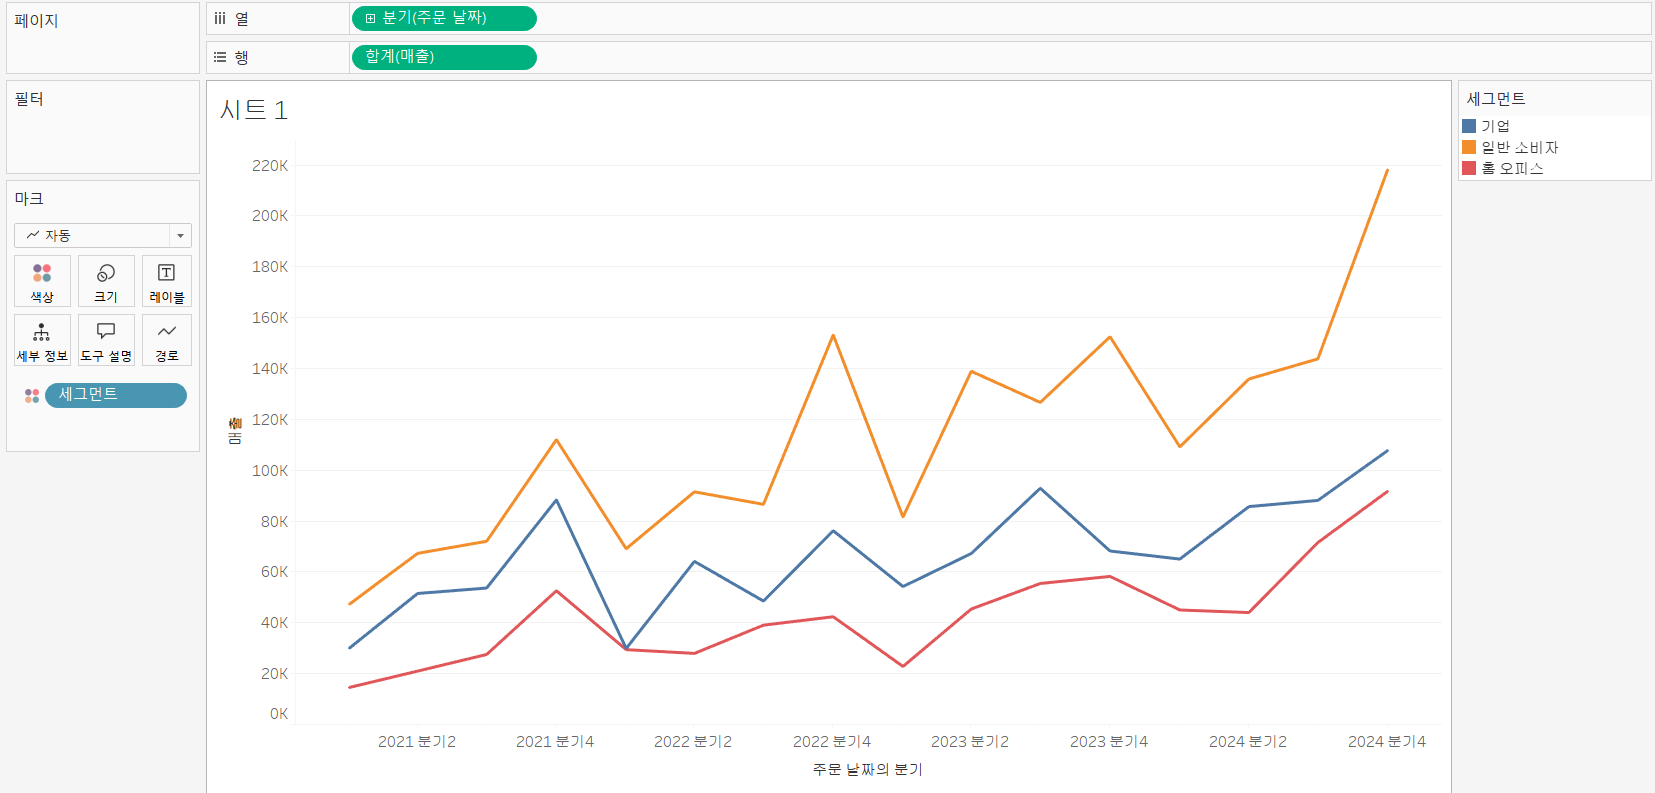 페이지
열
분기(주문 날짜)
행
합계(매출)
필터
마크
자동
색상
크기
레이블
세부 정보
도구 설명
경로
세그먼트
시트 1
220K
200K
180K
160K
140K
120K
100K
80K
60K
40K
20K
0K
2021 분기2
2021 분기4
2022 분기2
2022 분기4
2023 분기2
2023 분기4
2024 분기2
2024 분기4
주문 날짜의 분기
세그먼트
기업
일반 소비자
홈 오피스